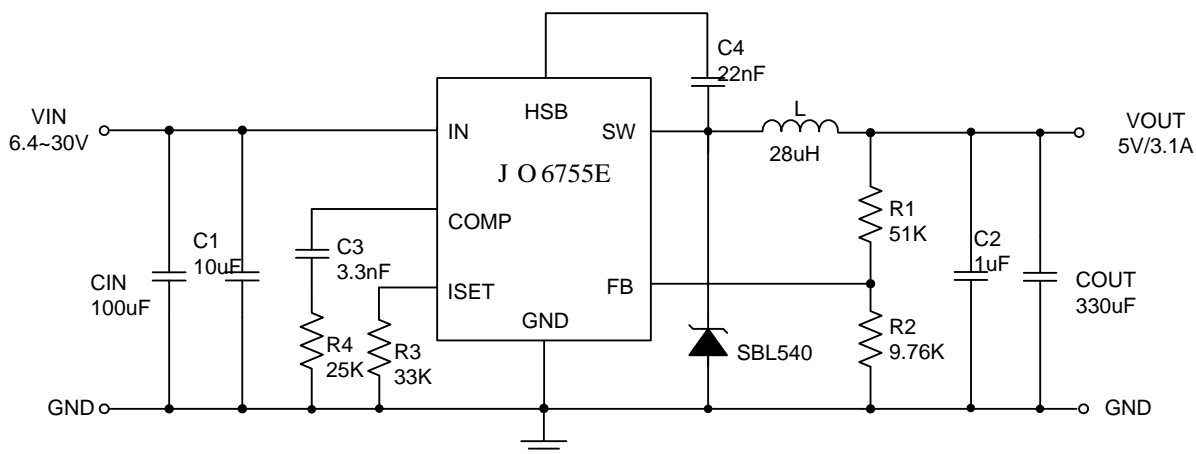 C4
22nF
VIN
6.4~30V
HSB
IN
SW
L
28uH
VOUT
5V/3.1A
J O 6755E
COMP
R1
51K
C1
10uF
C3
3.3nF
C2
1uF
CIN
100uF
ISET
FB
COUT
330uF
GND
R4
25K
R3
33K
SBL540
R2
9.76K
GND
GND